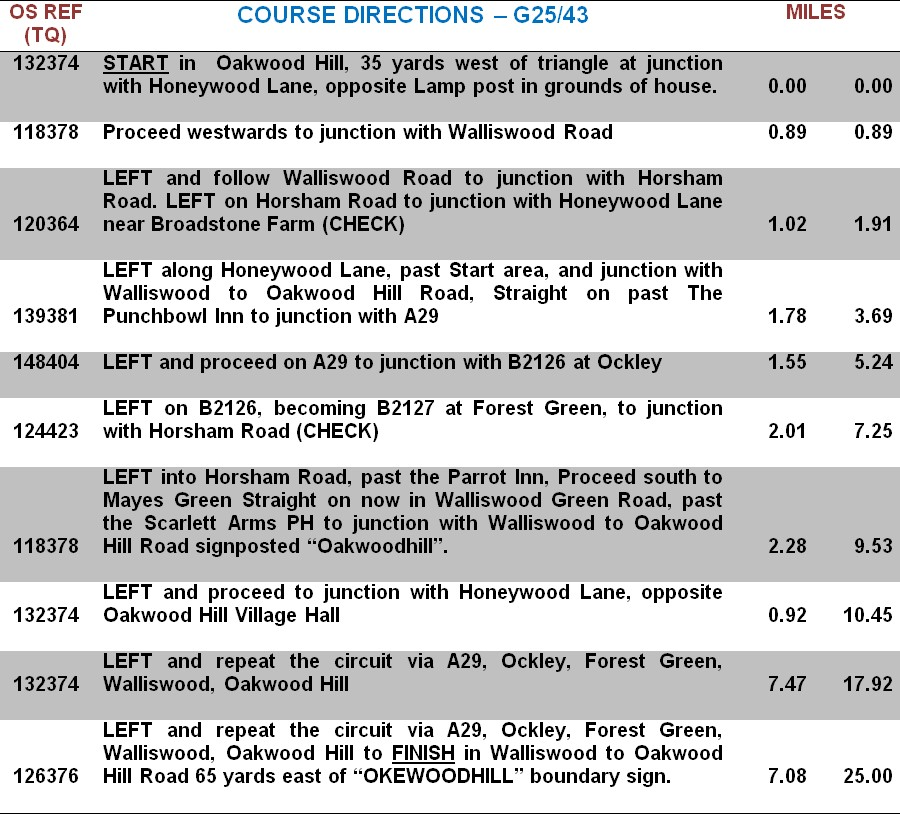 OS REF COURSE DIRECTIONS – G25/43 MILES
(TQ)
132374 START in Oakwood Hill, 35 yards west of triangle at junction
with Honeywood Lane, opposite Lamp post in grounds of house. 0.00 0.00
118378 Proceed westwards to junction with Walliswood Road 0.89 0.89
LEFT and follow Walliswood Road to junction with Horsham
Road. LEFT on Horsham Road to junction with Honeywood Lane
120364 near Broadstone Farm (CHECK) 1.02 1.91
LEFT along Honeywood Lane, past Start area, and junction with
Walliswood to Oakwood Hill Road, Straight on past The
139381 Punchbowl Inn to junction with A29 1.78 3.69
148404 LEFT and proceed on A29 to junction with B2126 at Ockley 1.55 5.24
LEFT on B2126, becoming B2127 at Forest Green, to junction
124423 with Horsham Road (CHECK) 2.01 7.25
LEFT into Horsham Road, past the Parrot Inn, Proceed south to
Mayes Green Straight on now in Walliswood Green Road, past
the Scarlett Arms PH to junction with Walliswood to Oakwood
118378 Hill Road signposted “Oakwoodhill”. 2.28 9.53
LEFT and proceed to junction with Honeywood Lane, opposite
132374 Oakwood Hill Village Hall 0.92 10.45
LEFT and repeat the circuit via A29, Ockley, Forest Green,
132374 Walliswood, Oakwood Hill 7.47 17.92
LEFT and repeat the circuit via A29, Ockley, Forest Green,
Walliswood, Oakwood Hill to FINISH in Walliswood to Oakwood
126376 Hill Road 65 yards east of “OKEWOODHILL” boundary sign. 7.08 25.00